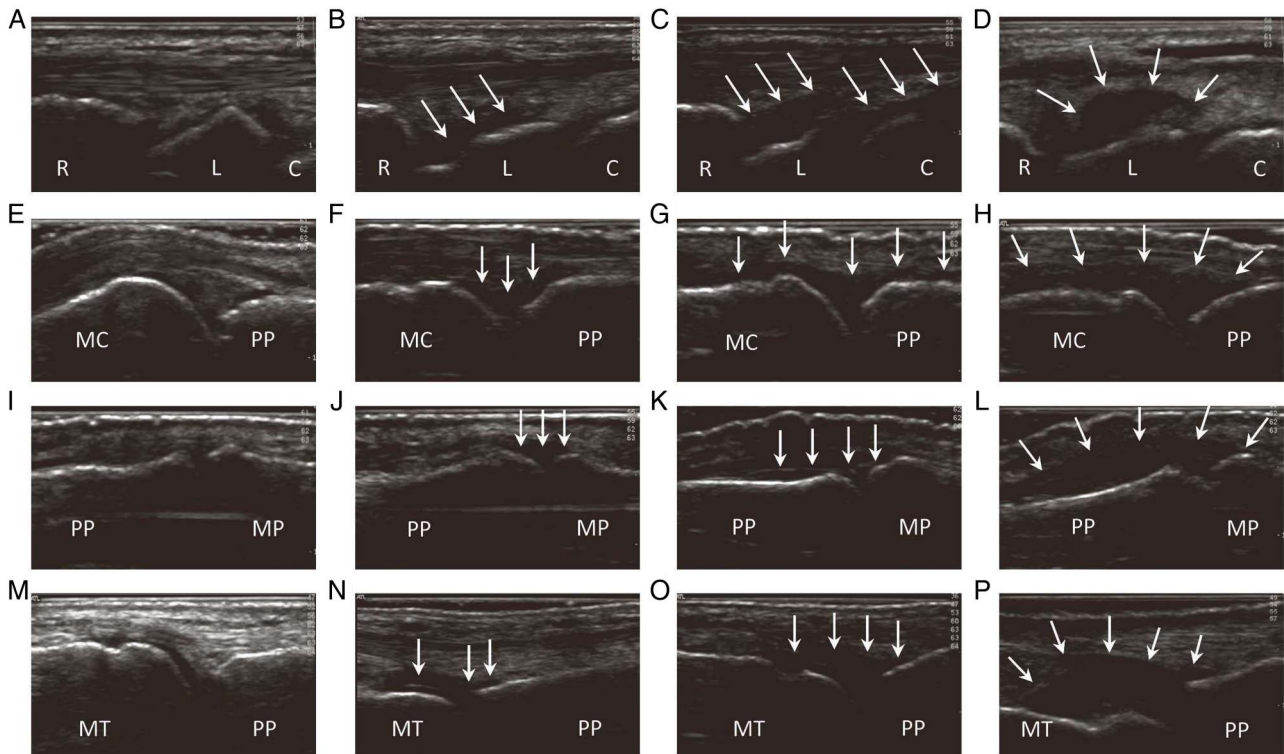 A B C D
R L C R L C R L C R L C
E F G H
MC PP MC PP MC PP MC PP
I J K L
PP MP PP MP PP MP PP MP
M N O P
MT PP MT PP MT PP MT PP